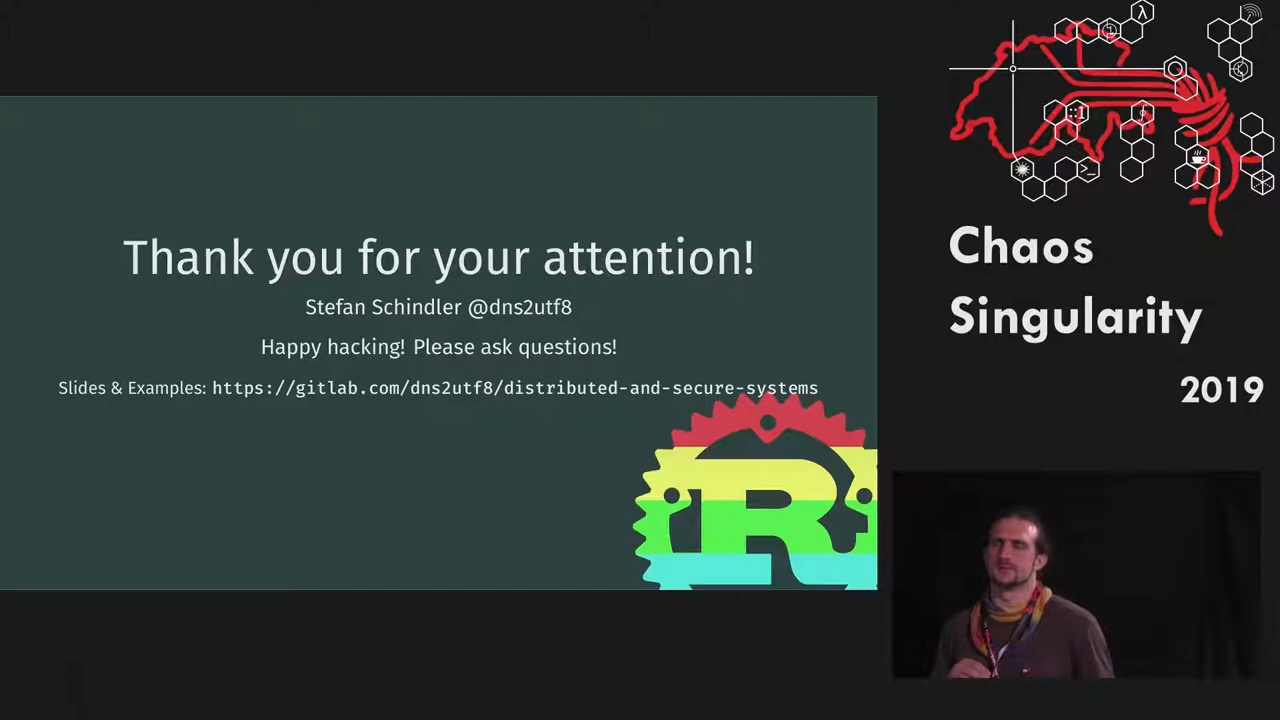 Thank you for your attention!
Stefan Schindler @dns2utf8
Happy hacking! Please ask questions!
Slides & Examples: https://gitlab.com/dns2utf8/distributed-and-secure-systems
R
λ
::1
>_
Chaos
Singularity
2019